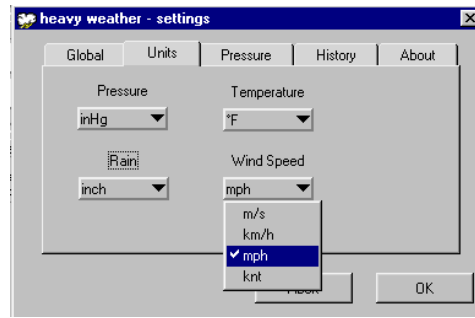 heavy weather - settings
Global Units Pressure History About
Pressure Temperature
inHg °F
Rain Wind Speed
inch mph
m/s
km/h
mph
knt
OK